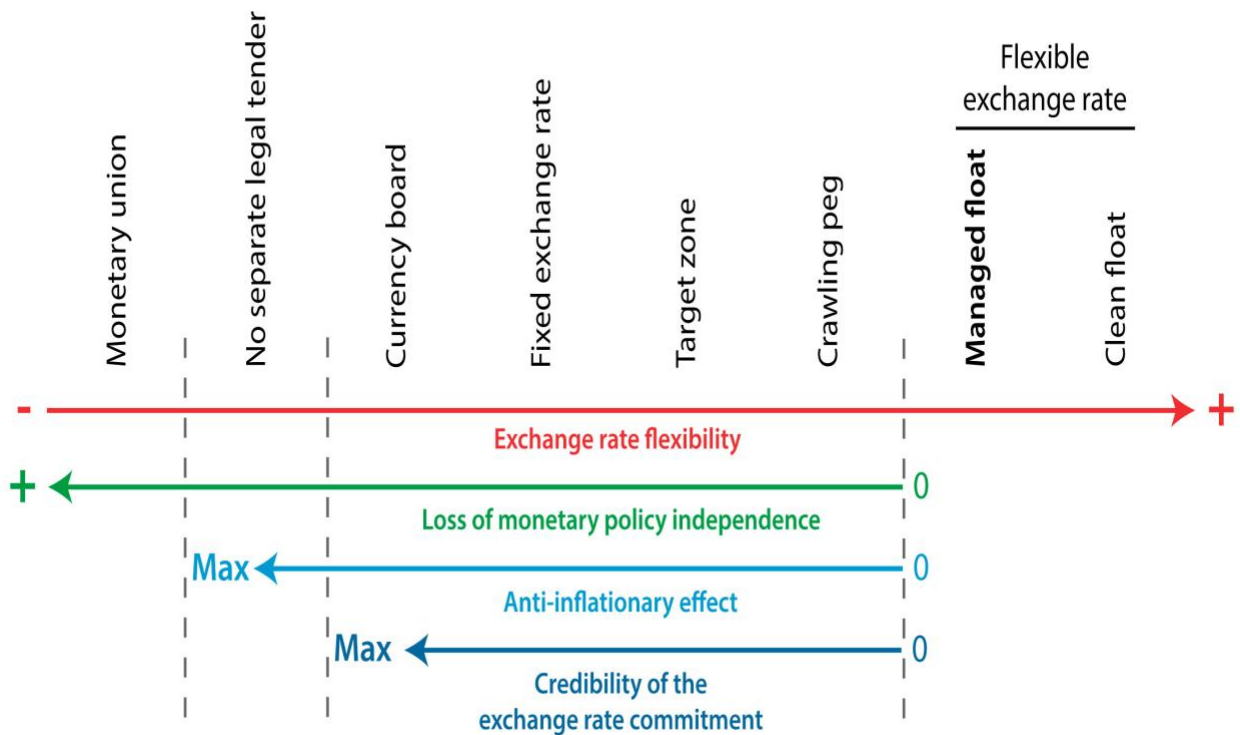 Monetary union
No separate legal tender
Currency board
Fixed exchange rate
Target zone
Crawling peg
Flexible
exchange rate
Managed float
Clean float
- +
Exchange rate flexibility
+ 0
Loss of monetary policy independence
Max 0
Anti-inflationary effect
Max 0
Credibility of the
exchange rate commitment